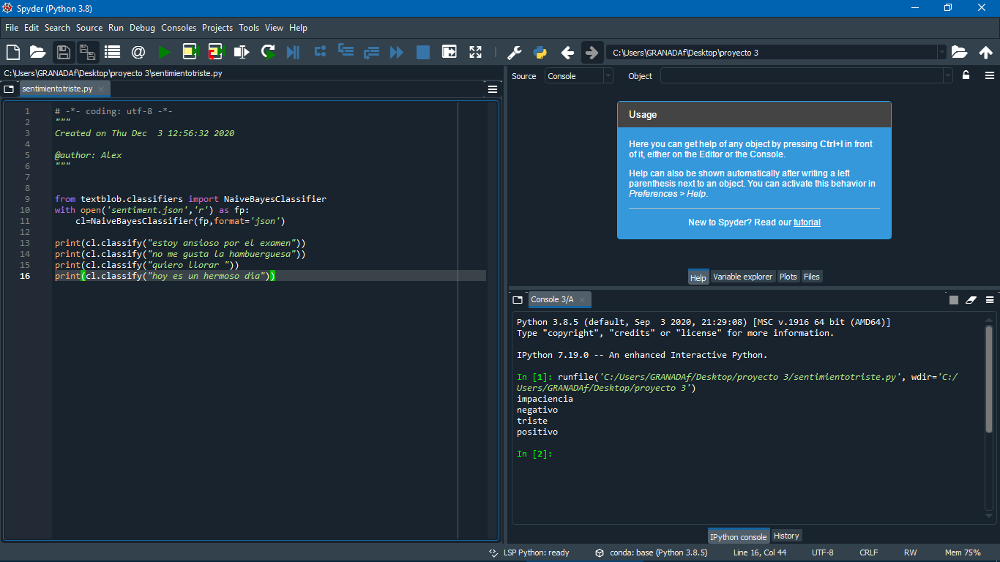 Spyder (Python 3.8)
File Edit Search Source Run Debug Consoles Projects Tools View Help
C:\Users\GRANADAf\Desktop\proyecto 3
C:\Users\GRANADAf\Desktop\proyecto 3\sentimientotriste.py
sentimientotriste.py
1 # -*- coding: utf-8 -*-
2 """
3 Created on Thu Dec  3 12:56:32 2020
4
5 @author: Alex
6 """
7
8
9 from textblob.classifiers import NaiveBayesClassifier
10 with open('sentiment.json','r') as fp:
11     cl=NaiveBayesClassifier(fp,format='json')
12
13 print(cl.classify("estoy ansioso por el examen"))
14 print(cl.classify("no me gusta la hambuerguesa"))
15 print(cl.classify("quiero llorar "))
16 print(cl.classify("hoy es un hermoso dia"))
Source Console Object
Usage
Here you can get help of any object by pressing Ctrl+I in front
of it, either on the Editor or the Console.
Help can also be shown automatically after writing a left
parenthesis next to an object. You can activate this behavior in
Preferences > Help.
New to Spyder? Read our tutorial
Help Variable explorer Plots Files
Console 3/A
Python 3.8.5 (default, Sep  3 2020, 21:29:08) [MSC v.1916 64 bit (AMD64)]
Type "copyright", "credits" or "license" for more information.
IPython 7.19.0 -- An enhanced Interactive Python.
In [1]: runfile('C:/Users/GRANADAf/Desktop/proyecto 3/sentimientotriste.py', wdir='C:/
Users/GRANADAf/Desktop/proyecto 3')
impaciencia
negativo
triste
positivo
In [2]:
IPython console History
LSP Python: ready conda: base (Python 3.8.5) Line 16, Col 44 UTF-8 CRLF RW Mem 75%